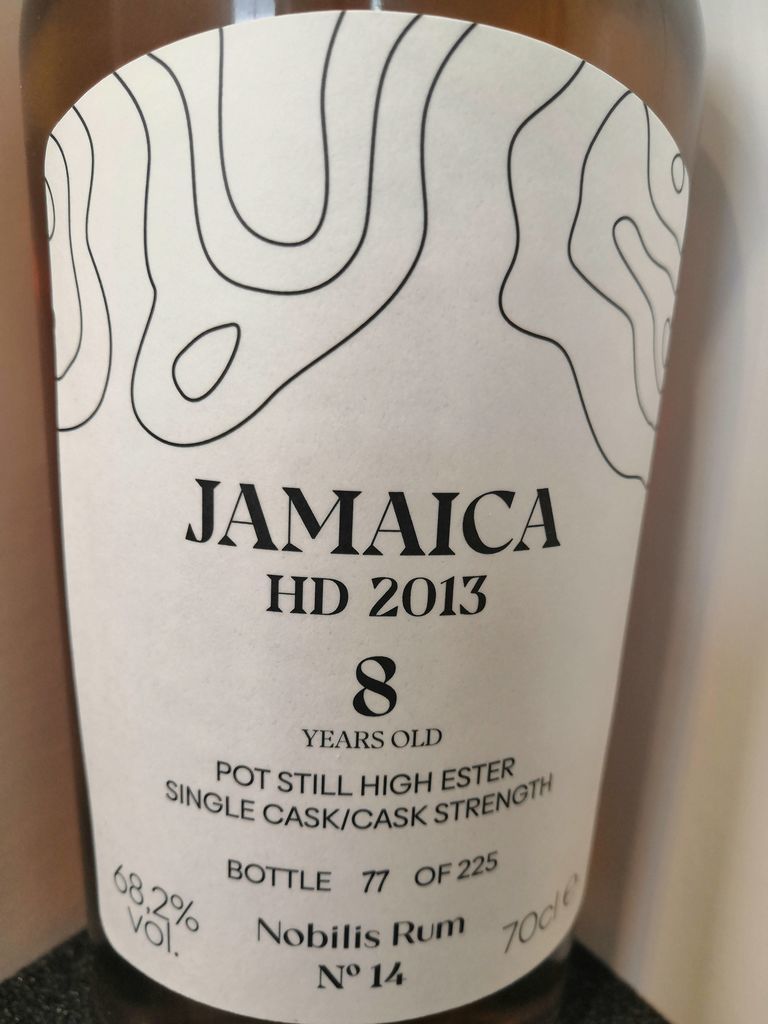 JAMAICA
HD 2013
8
YEARS OLD
POT STILL HIGH ESTER
SINGLE CASK/CASK STRENGTH
BOTTLE 77 OF 225
68,2%
vol.
Nobilis Rum
Nº 14
70cl e